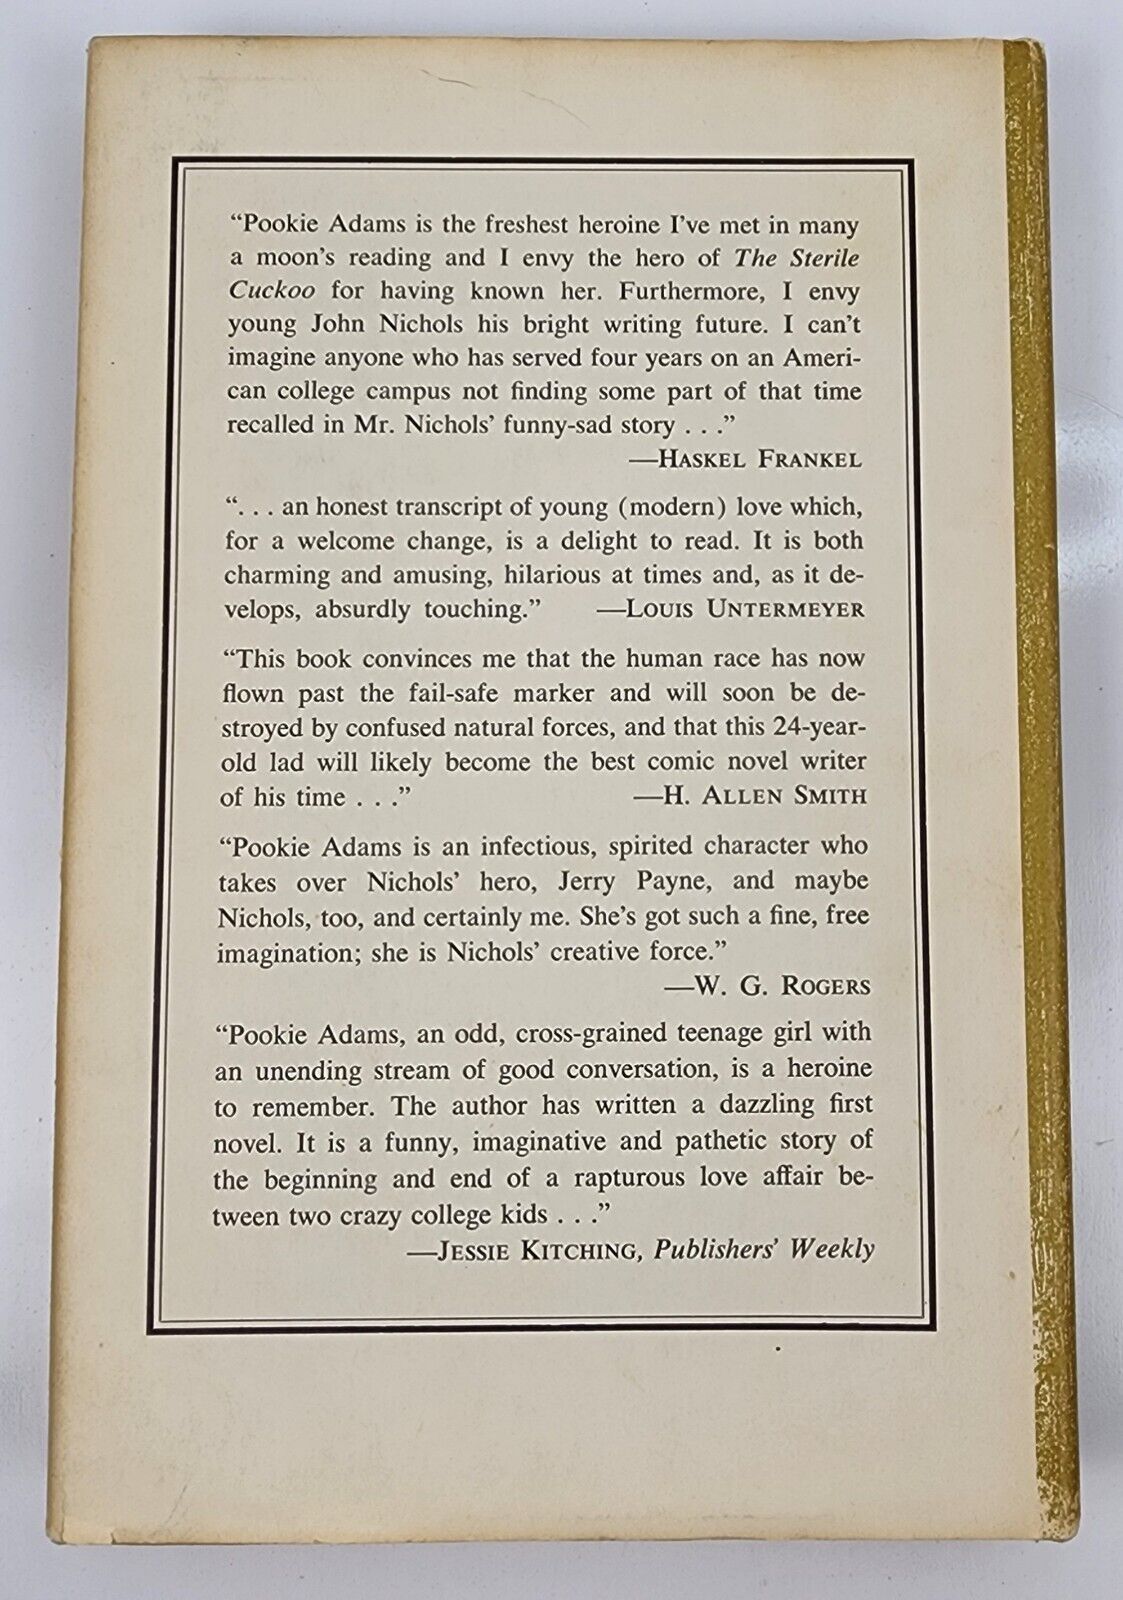 “Pookie Adams is the freshest heroine I’ve met in many
a moon’s reading and I envy the hero of The Sterile
Cuckoo for having known her. Furthermore, I envy
young John Nichols his bright writing future. I can’t
imagine anyone who has served four years on an Ameri-
can college campus not finding some part of that time
recalled in Mr. Nichols’ funny-sad story . . .”
—HASKEL FRANKEL
“. . . an honest transcript of young (modern) love which,
for a welcome change, is a delight to read. It is both
charming and amusing, hilarious at times and, as it de-
velops, absurdly touching.” —LOUIS UNTERMEYER
“This book convinces me that the human race has now
flown past the fail-safe marker and will soon be de-
stroyed by confused natural forces, and that this 24-year-
old lad will likely become the best comic novel writer
of his time . . .” —H. ALLEN SMITH
“Pookie Adams is an infectious, spirited character who
takes over Nichols’ hero, Jerry Payne, and maybe
Nichols, too, and certainly me. She’s got such a fine, free
imagination; she is Nichols’ creative force.”
—W. G. ROGERS
“Pookie Adams, an odd, cross-grained teenage girl with
an unending stream of good conversation, is a heroine
to remember. The author has written a dazzling first
novel. It is a funny, imaginative and pathetic story of
the beginning and end of a rapturous love affair be-
tween two crazy college kids . . .”
—JESSIE KITCHING, Publishers’ Weekly